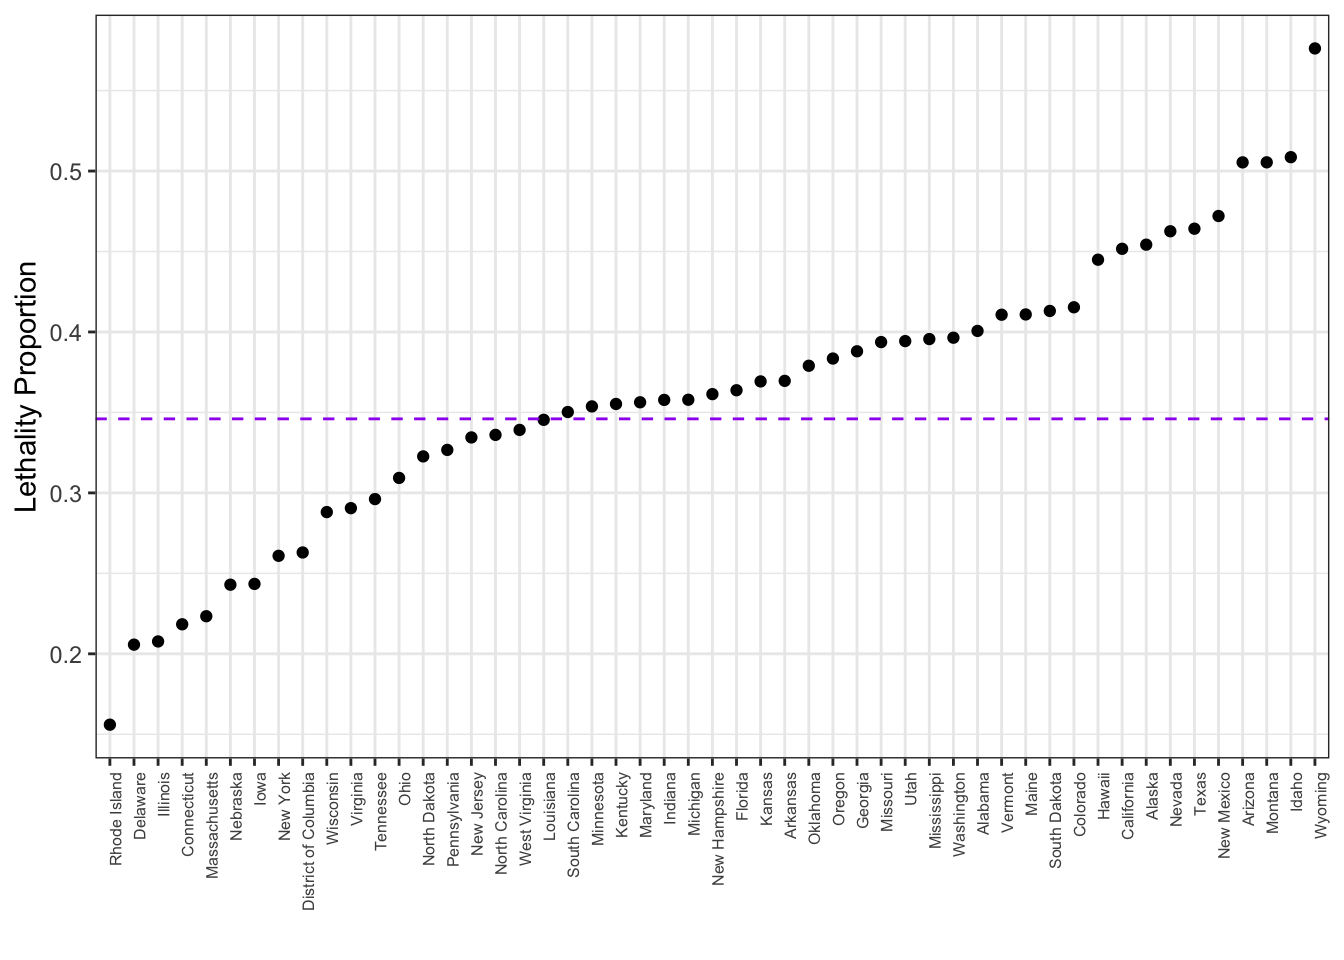 Lethality Proportion
0.5
0.4
0.3
0.2
Rhode Island
Delaware
Illinois
Connecticut
Massachusetts
Nebraska
Iowa
New York
District of Columbia
Wisconsin
Virginia
Tennessee
Ohio
North Dakota
Pennsylvania
New Jersey
North Carolina
West Virginia
Louisiana
South Carolina
Minnesota
Kentucky
Maryland
Indiana
Michigan
New Hampshire
Florida
Kansas
Arkansas
Oklahoma
Oregon
Georgia
Missouri
Utah
Mississippi
Washington
Alabama
Vermont
Maine
South Dakota
Colorado
Hawaii
California
Alaska
Nevada
Texas
New Mexico
Arizona
Montana
Idaho
Wyoming